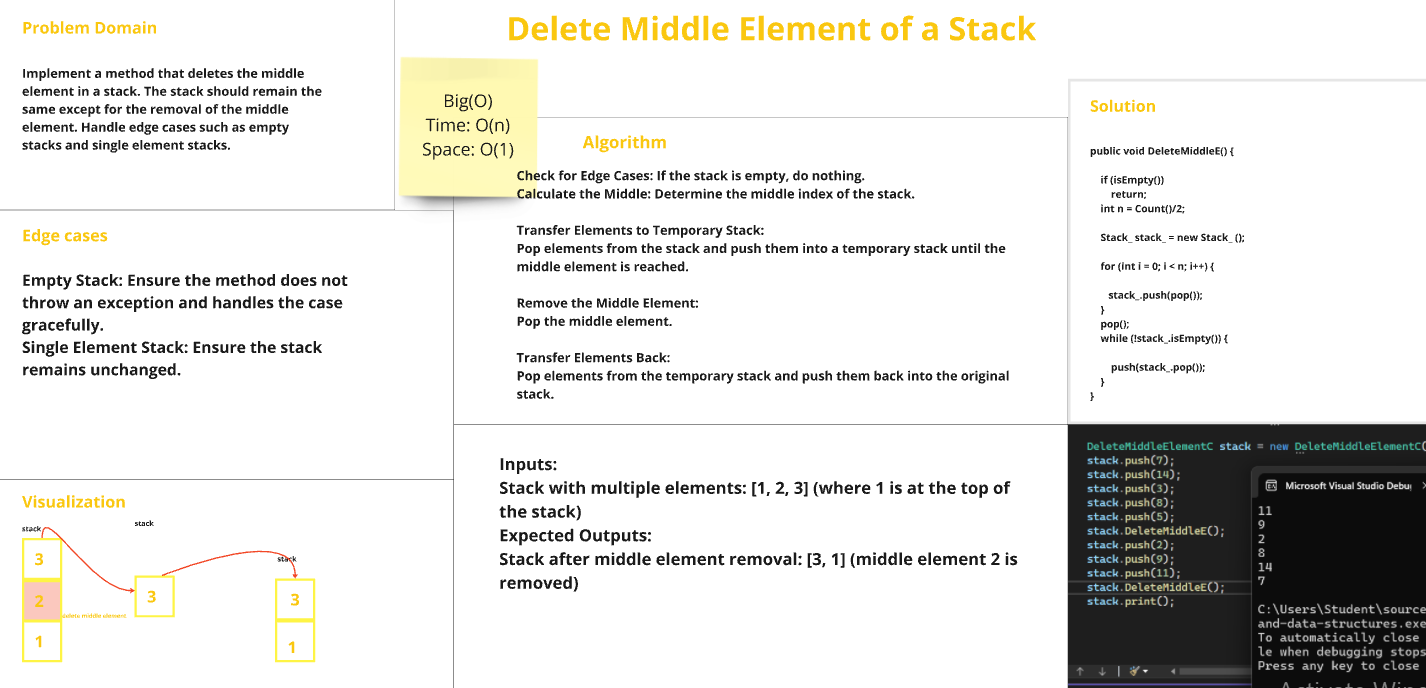 Delete Middle Element of a Stack
Problem Domain
Implement a method that deletes the middle
element in a stack. The stack should remain the
same except for the removal of the middle
element. Handle edge cases such as empty
stacks and single element stacks.
Big(O)
Time: O(n)
Space: O(1)
Edge cases
Empty Stack: Ensure the method does not
throw an exception and handles the case
gracefully.
Single Element Stack: Ensure the stack
remains unchanged.
Visualization
stack
stack
stack
3
2
1
3
3
1
delete middle element
Algorithm
Check for Edge Cases: If the stack is empty, do nothing.
Calculate the Middle: Determine the middle index of the stack.
Transfer Elements to Temporary Stack:
Pop elements from the stack and push them into a temporary stack until the
middle element is reached.
Remove the Middle Element:
Pop the middle element.
Transfer Elements Back:
Pop elements from the temporary stack and push them back into the original
stack.
Inputs:
Stack with multiple elements: [1, 2, 3] (where 1 is at the top of
the stack)
Expected Outputs:
Stack after middle element removal: [3, 1] (middle element 2 is
removed)
Solution
public void DeleteMiddleE() {
if (isEmpty())
return;
int n = Count()/2;
Stack_ stack_ = new Stack_ ();
for (int i = 0; i < n; i++) {
stack_.push(pop());
}
pop();
while (!stack_.isEmpty()) {
push(stack_.pop());
}
}
DeleteMiddleElementC stack = new DeleteMiddleElementC(
stack.push(7);
stack.push(14);
stack.push(3);
stack.push(8);
stack.push(5);
stack.DeleteMiddleE();
stack.push(2);
stack.push(9);
stack.push(11);
stack.DeleteMiddleE();
stack.print();
Microsoft Visual Studio Debug
11
9
2
8
14
7
C:\Users\Student\source
and-data-structures.exe
To automatically close
le when debugging stops
Press any key to close